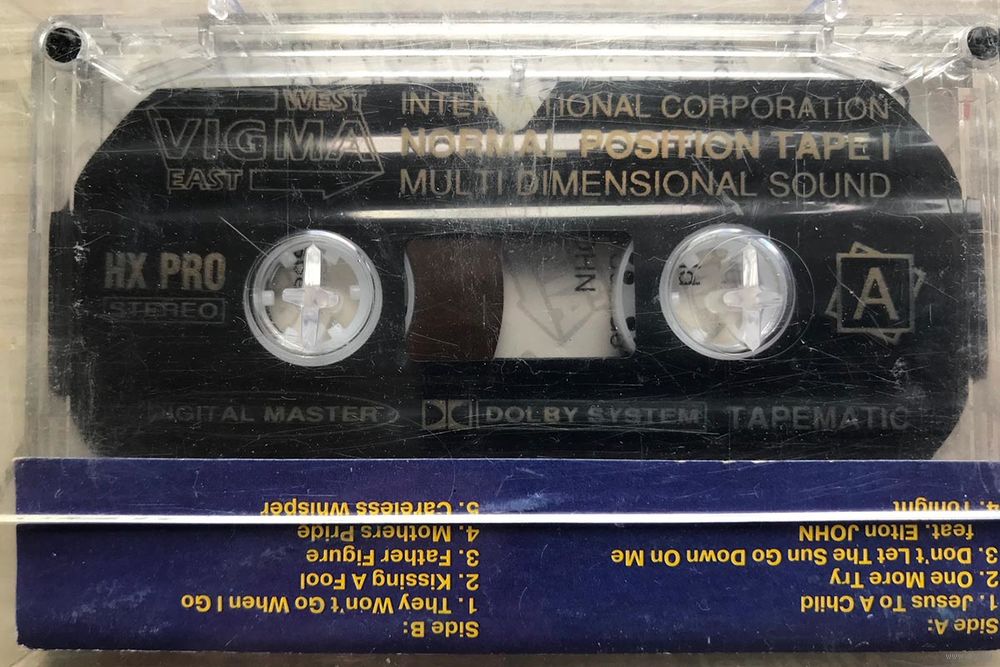 WEST
VIGMA
EAST
INTERNATIONAL CORPORATION
NORMAL POSITION TAPE I
MULTI DIMENSIONAL SOUND
HX PRO
STEREO
JOHN
A
DIGITAL MASTER
DOLBY SYSTEM
TAPEMATIC
Side A:
1. Jesus To A Child
2. One More Try
3. Don't Let The Sun Go Down On Me
feat. Elton JOHN
4. Tonight
Side B:
1. They Won't Go When I Go
2. Kissing A Fool
3. Father Figure
4. Mothers Pride
5. Careless Whisper